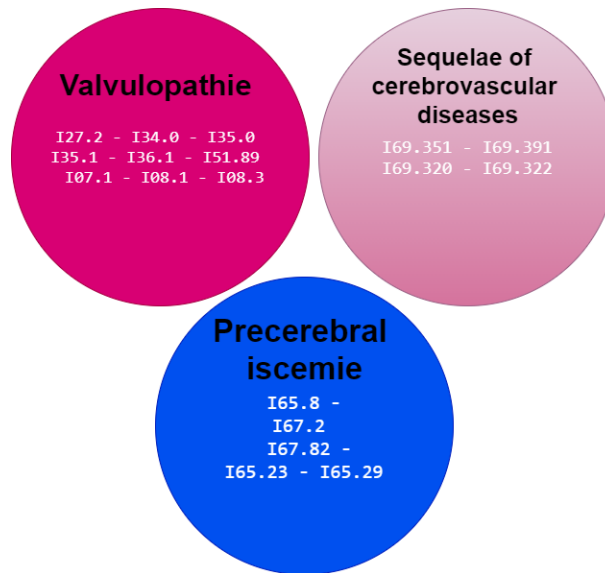 Valvulopathie
I27.2 - I34.0 - I35.0
I35.1 - I36.1 - I51.89
I07.1 - I08.1 - I08.3
Sequelae of
cerebrovascular
diseases
I69.351 - I69.391
I69.320 - I69.322
Precerebral
iscemie
I65.8 -
I67.2
I67.82 -
I65.23 - I65.29